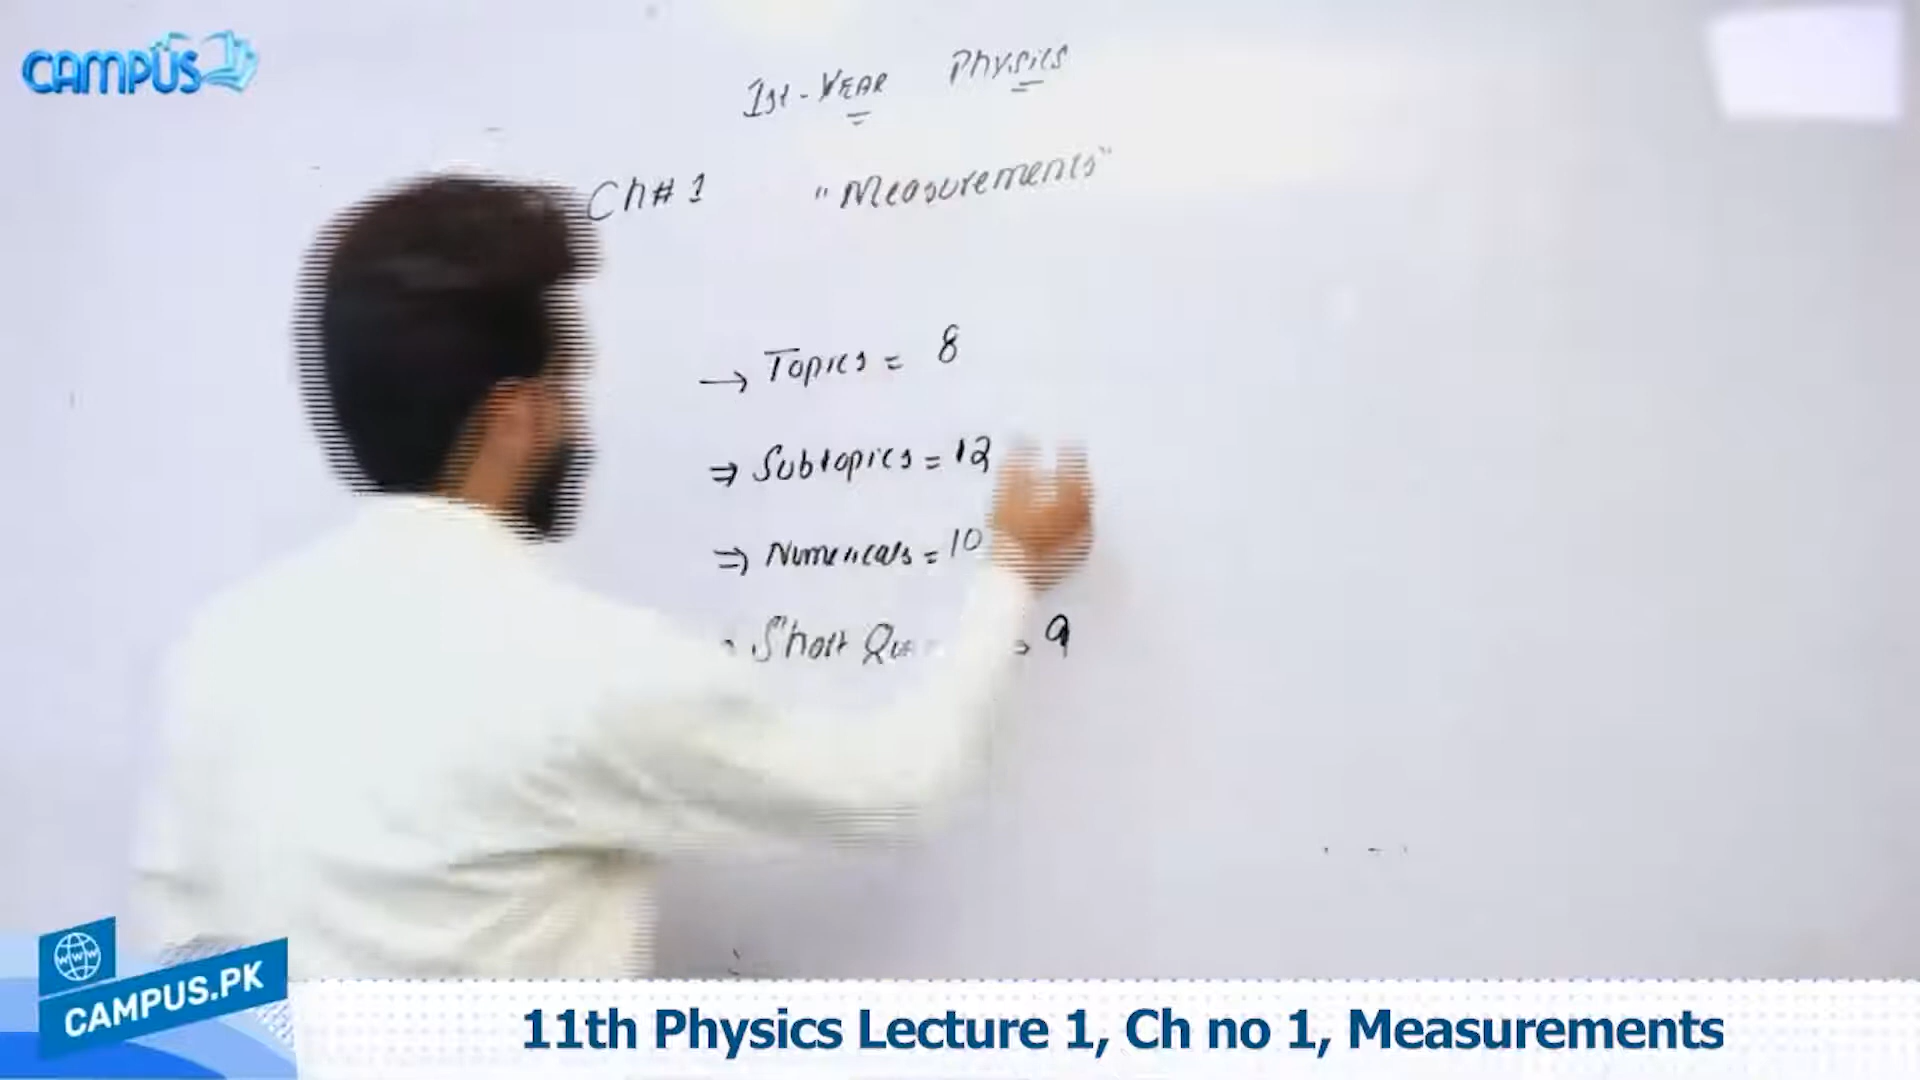 CAMPUS
1st-YEAR Physics
Ch# 1 "Measurements"
→ Topics = 8
⇒ Subtopics = 12
⇒ Numericals = 10
Short 9
www
CAMPUS.PK
11th Physics Lecture 1, Ch no 1, Measurements